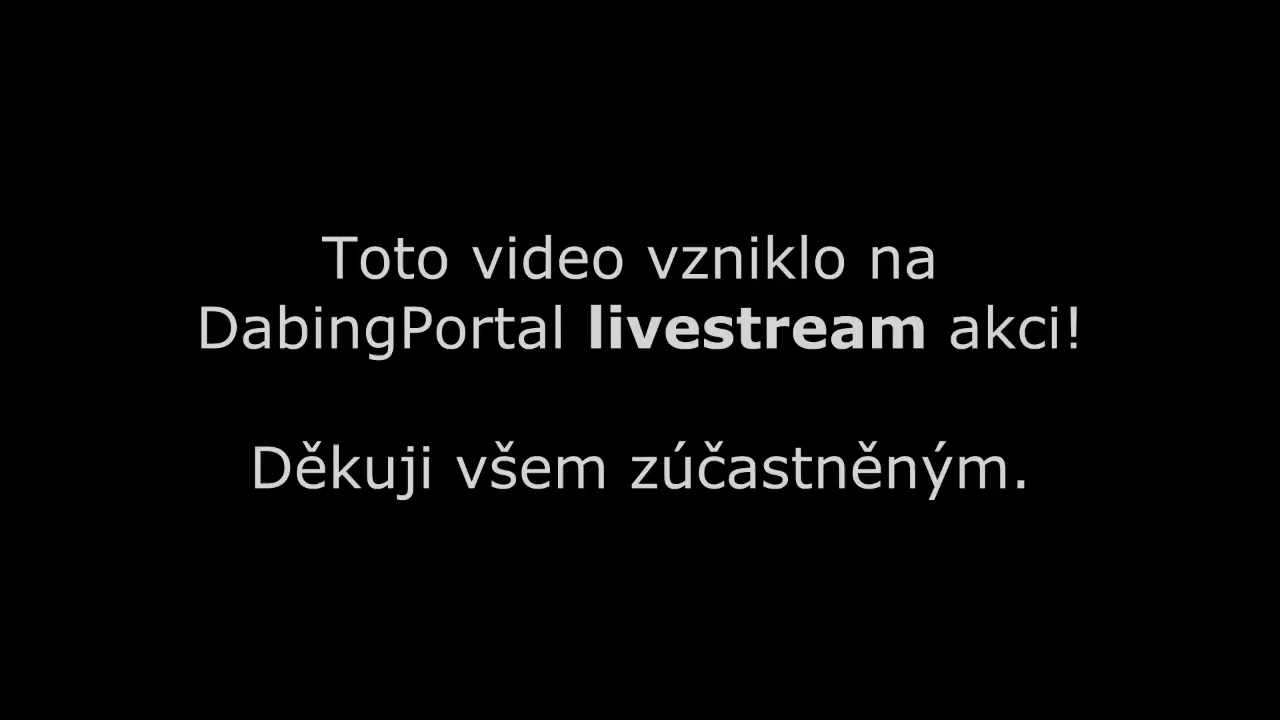 Toto video vzniklo na
DabingPortal livestream akci!
Děkuji všem zúčastněným.